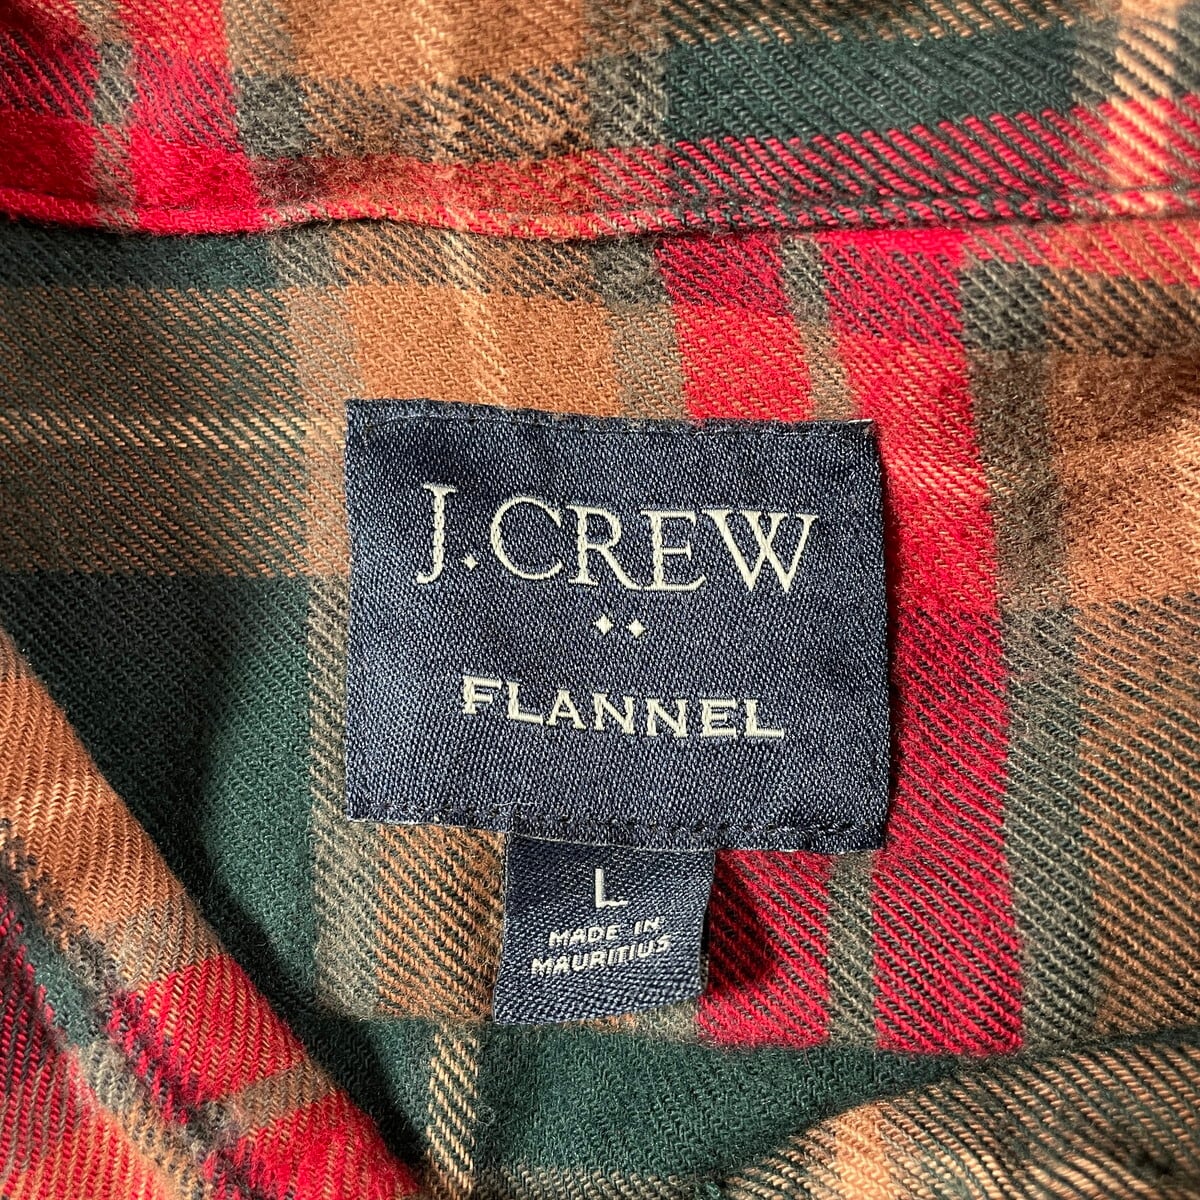 J.CREW
FLANNEL
L
MADE IN
MAURITIUS